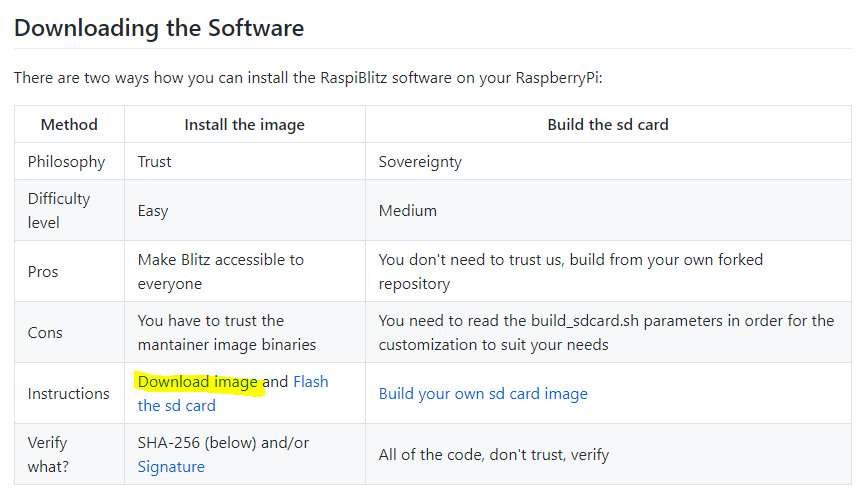 Downloading the Software
There are two ways how you can install the RaspiBlitz software on your RaspberryPi:
Method Install the image Build the sd card
Philosophy Trust Sovereignty
Difficulty
level
Easy Medium
Pros
Make Blitz accessible to
everyone
You don't need to trust us, build from your own forked
repository
Cons
You have to trust the
mantainer image binaries
You need to read the build_sdcard.sh parameters in order for the
customization to suit your needs
Instructions
Download image and Flash
the sd card
Build your own sd card image
Verify
what?
SHA-256 (below) and/or
Signature
All of the code, don't trust, verify